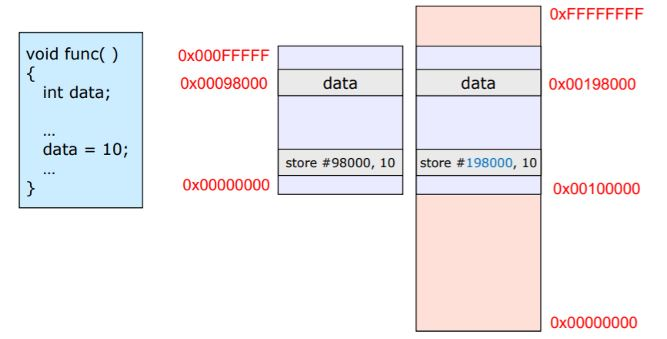 void func( )
{
int data;
…
data = 10;
…
}
0x000FFFFF
0x00098000
0x00000000
data
store #98000, 10
data
store #198000, 10
0xFFFFFFFF
0x00198000
0x00100000
0x00000000